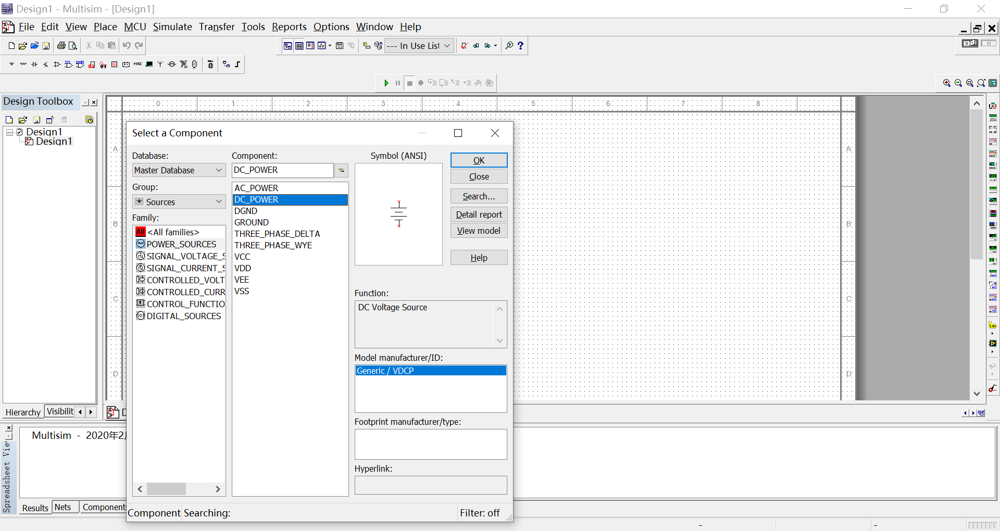 Design1 - Multisim - [Design1]
File Edit View Place MCU Simulate Transfer Tools Reports Options Window Help
--- In Use List
Design Toolbox
0 1 2 3 4 5 6 7 8
Design1
Design1
A
B
C
D
A
B
C
D
Select a Component
Database:
Master Database
Group:
Sources
Family:
All <All families>
POWER_SOURCES
SIGNAL_VOLTAGE_S
SIGNAL_CURRENT_S
CONTROLLED_VOLT
CONTROLLED_CURR
CONTROL_FUNCTIO
DIGITAL_SOURCES
Component:
DC_POWER
AC_POWER
DC_POWER
DGND
GROUND
THREE_PHASE_DELTA
THREE_PHASE_WYE
VCC
VDD
VEE
VSS
Symbol (ANSI)
OK
Close
Search...
Detail report
View model
Help
Function:
DC Voltage Source
Model manufacturer/ID:
Generic / VDCP
Footprint manufacturer/type:
Hyperlink:
Component Searching:
Filter: off
Hierarchy Visibilit
D
Multisim - 2020年2
Spreadsheet Vie
Results Nets Component
- -